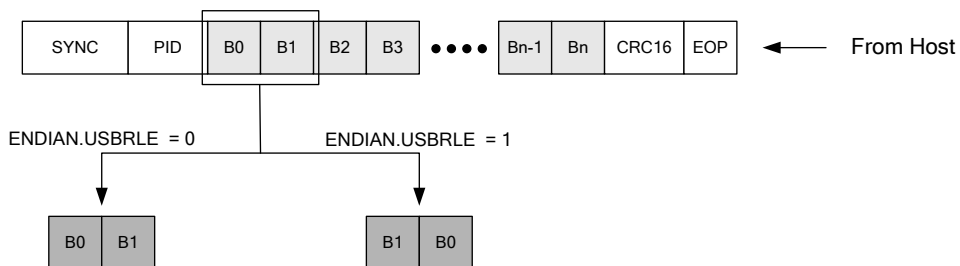 SYNC PID B0 B1 B2 B3 Bn-1 Bn CRC16 EOP From Host
ENDIAN.USBRLE = 0 ENDIAN.USBRLE = 1
B0 B1 B1 B0